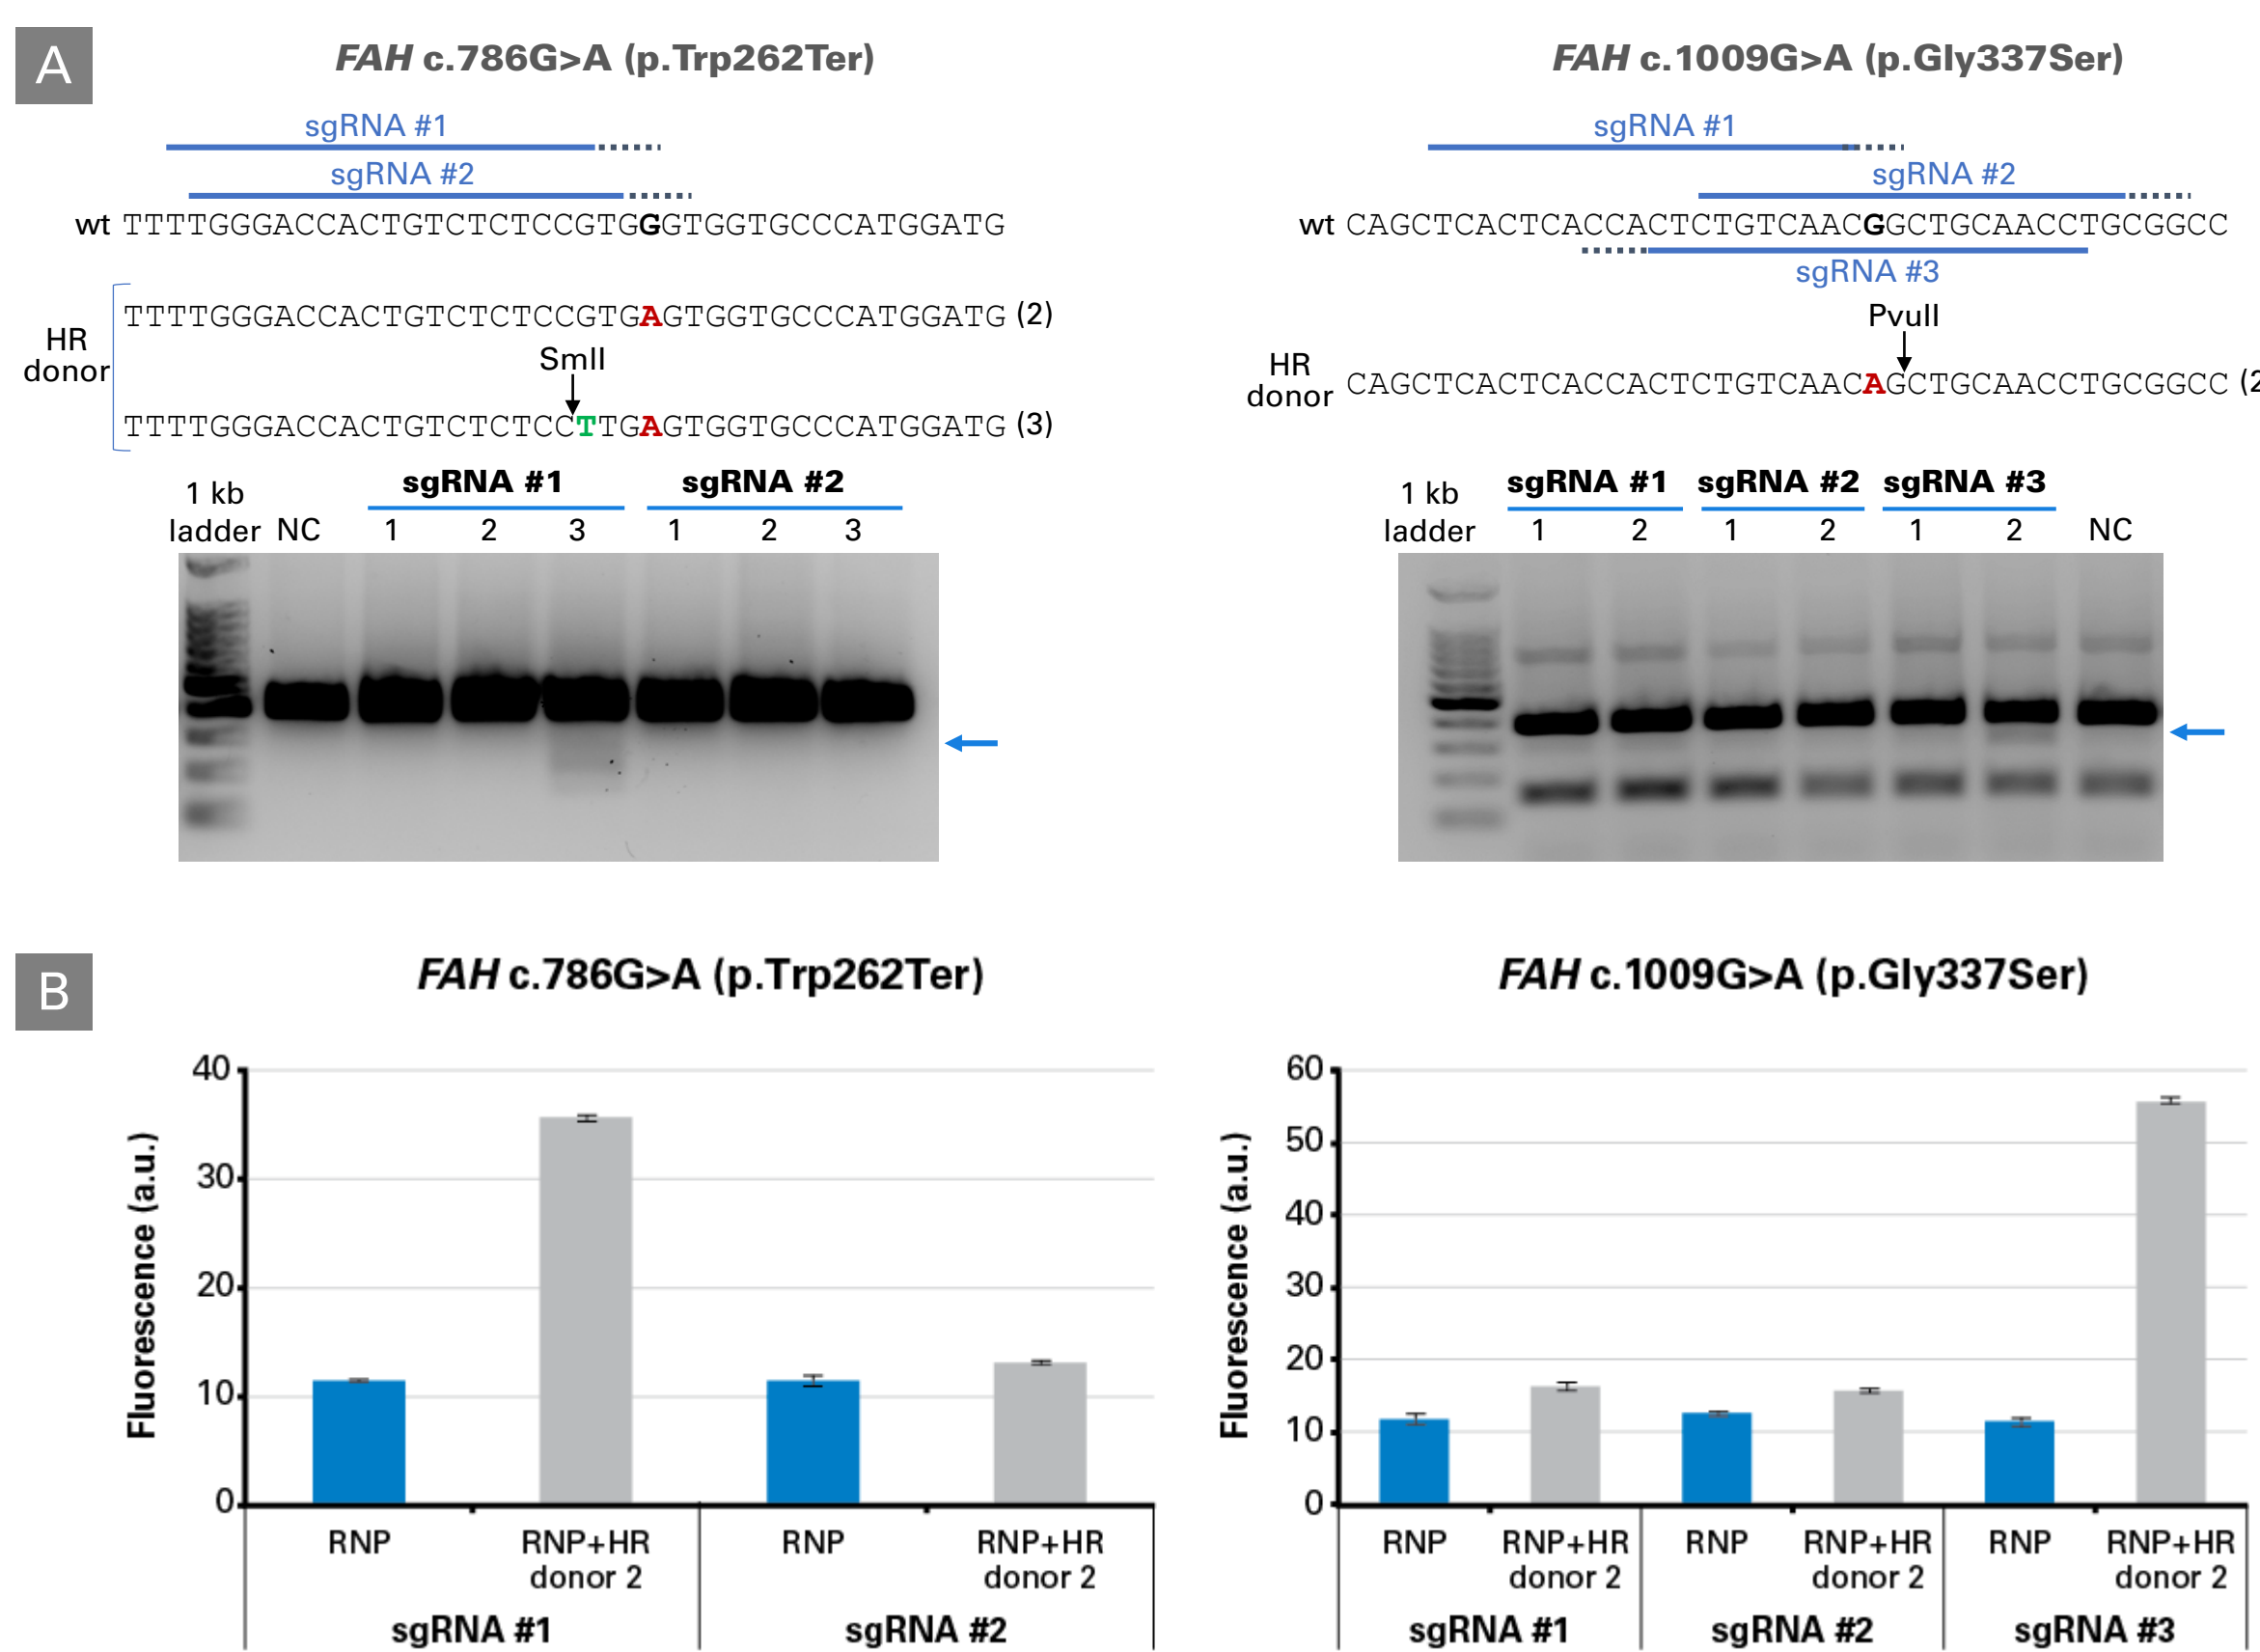 A
FAH c.786G>A (p.Trp262Ter)
sgRNA #1
sgRNA #2
wt TTTTGGGACCACTGTCTCTCCGTGGGTGGTGCCCATGGATG
HR donor
TTTTGGGACCACTGTCTCTCCGTGAGTGGTGCCCATGGATG (2)
SmlI
TTTTGGGACCACTGTCTCTCCTTGAGTGGTGCCCATGGATG (3)
1 kb ladder NC
sgRNA #1
1 2 3
sgRNA #2
1 2 3
FAH c.1009G>A (p.Gly337Ser)
sgRNA #1
sgRNA #2
wt CAGCTCACTCACCACTCTGTCAACGGCTGCAACCTGCGGCC
sgRNA #3
PvuII
HR donor
CAGCTCACTCACCACTCTGTCAACAGCTGCAACCTGCGGCC (2
1 kb ladder
sgRNA #1
1 2
sgRNA #2
1 2
sgRNA #3
1 2
NC
B
FAH c.786G>A (p.Trp262Ter)
Fluorescence (a.u.)
40
30
20
10
0
RNP
RNP+HR donor 2
RNP
RNP+HR donor 2
sgRNA #1
sgRNA #2
FAH c.1009G>A (p.Gly337Ser)
Fluorescence (a.u.)
60
50
40
30
20
10
0
RNP
RNP+HR donor 2
RNP
RNP+HR donor 2
RNP
RNP+HR donor 2
sgRNA #1
sgRNA #2
sgRNA #3